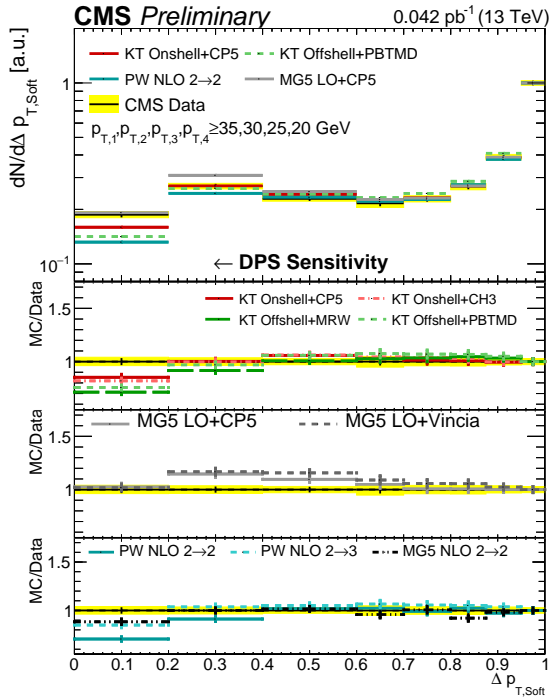 CMS Preliminary 0.042 pb⁻¹ (13 TeV)
dN/dΔ p_T,Soft [a.u.]
KT Onshell+CP5 KT Offshell+PBTMD
PW NLO 2→2 MG5 LO+CP5
CMS Data
p_T,1,p_T,2,p_T,3,p_T,4≥35,30,25,20 GeV
1
10⁻¹
← DPS Sensitivity
MC/Data
1.5
1
KT Onshell+CP5 KT Onshell+CH3
KT Offshell+MRW KT Offshell+PBTMD
MC/Data
1.5
1
MG5 LO+CP5 MG5 LO+Vincia
MC/Data
1.5
1
PW NLO 2→2 PW NLO 2→3 MG5 NLO 2→2
0 0.1 0.2 0.3 0.4 0.5 0.6 0.7 0.8 0.9 1
Δ p_T,Soft